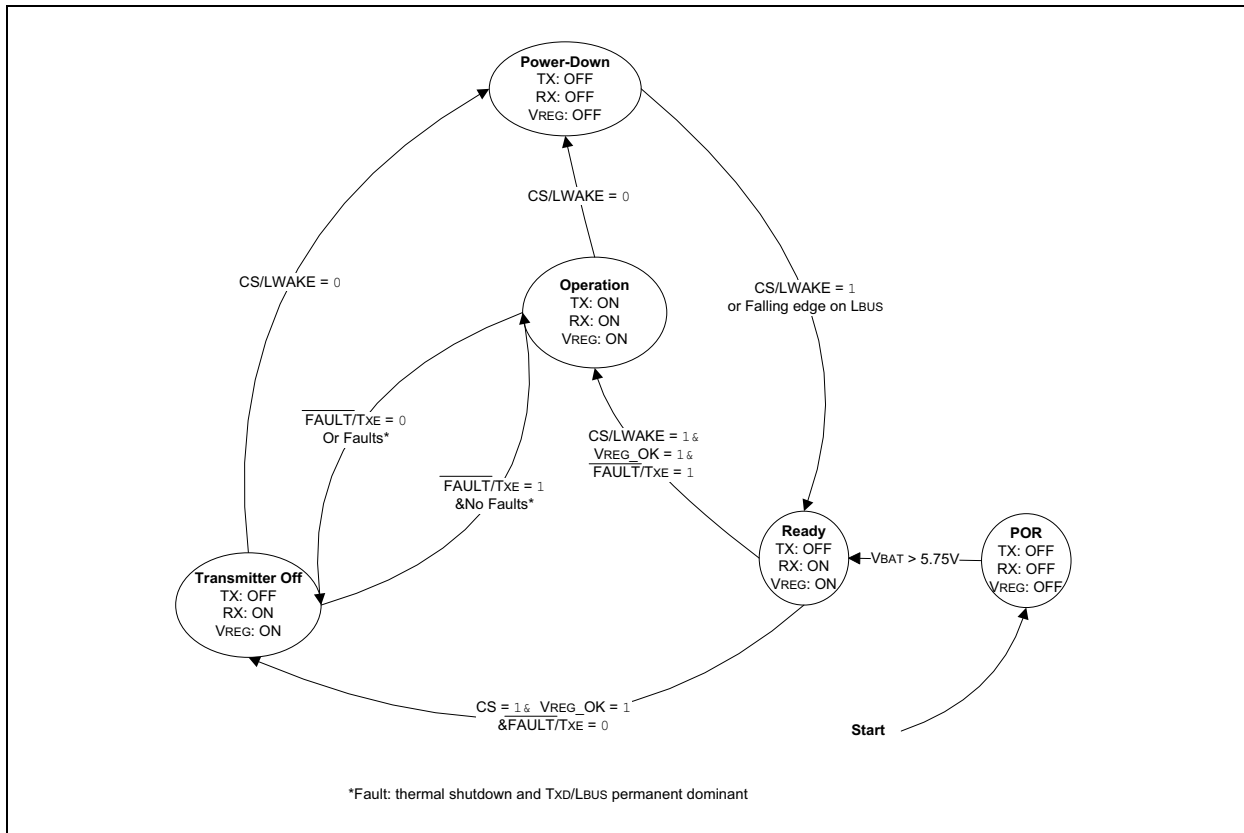 Power-Down
TX: OFF
RX: OFF
VREG: OFF
CS/LWAKE = 0
CS/LWAKE = 0
Operation
TX: ON
RX: ON
VREG: ON
CS/LWAKE = 1
or Falling edge on LBUS
FAULT/TXE = 0
Or Faults*
FAULT/TXE = 1
&No Faults*
CS/LWAKE = 1 &
VREG_OK = 1 &
FAULT/TXE = 1
Ready
TX: OFF
RX: ON
VREG: ON
VBAT > 5.75V
POR
TX: OFF
RX: OFF
VREG: OFF
Transmitter Off
TX: OFF
RX: ON
VREG: ON
CS = 1 & VREG_OK = 1
&FAULT/TXE = 0
Start
*Fault: thermal shutdown and TXD/LBUS permanent dominant